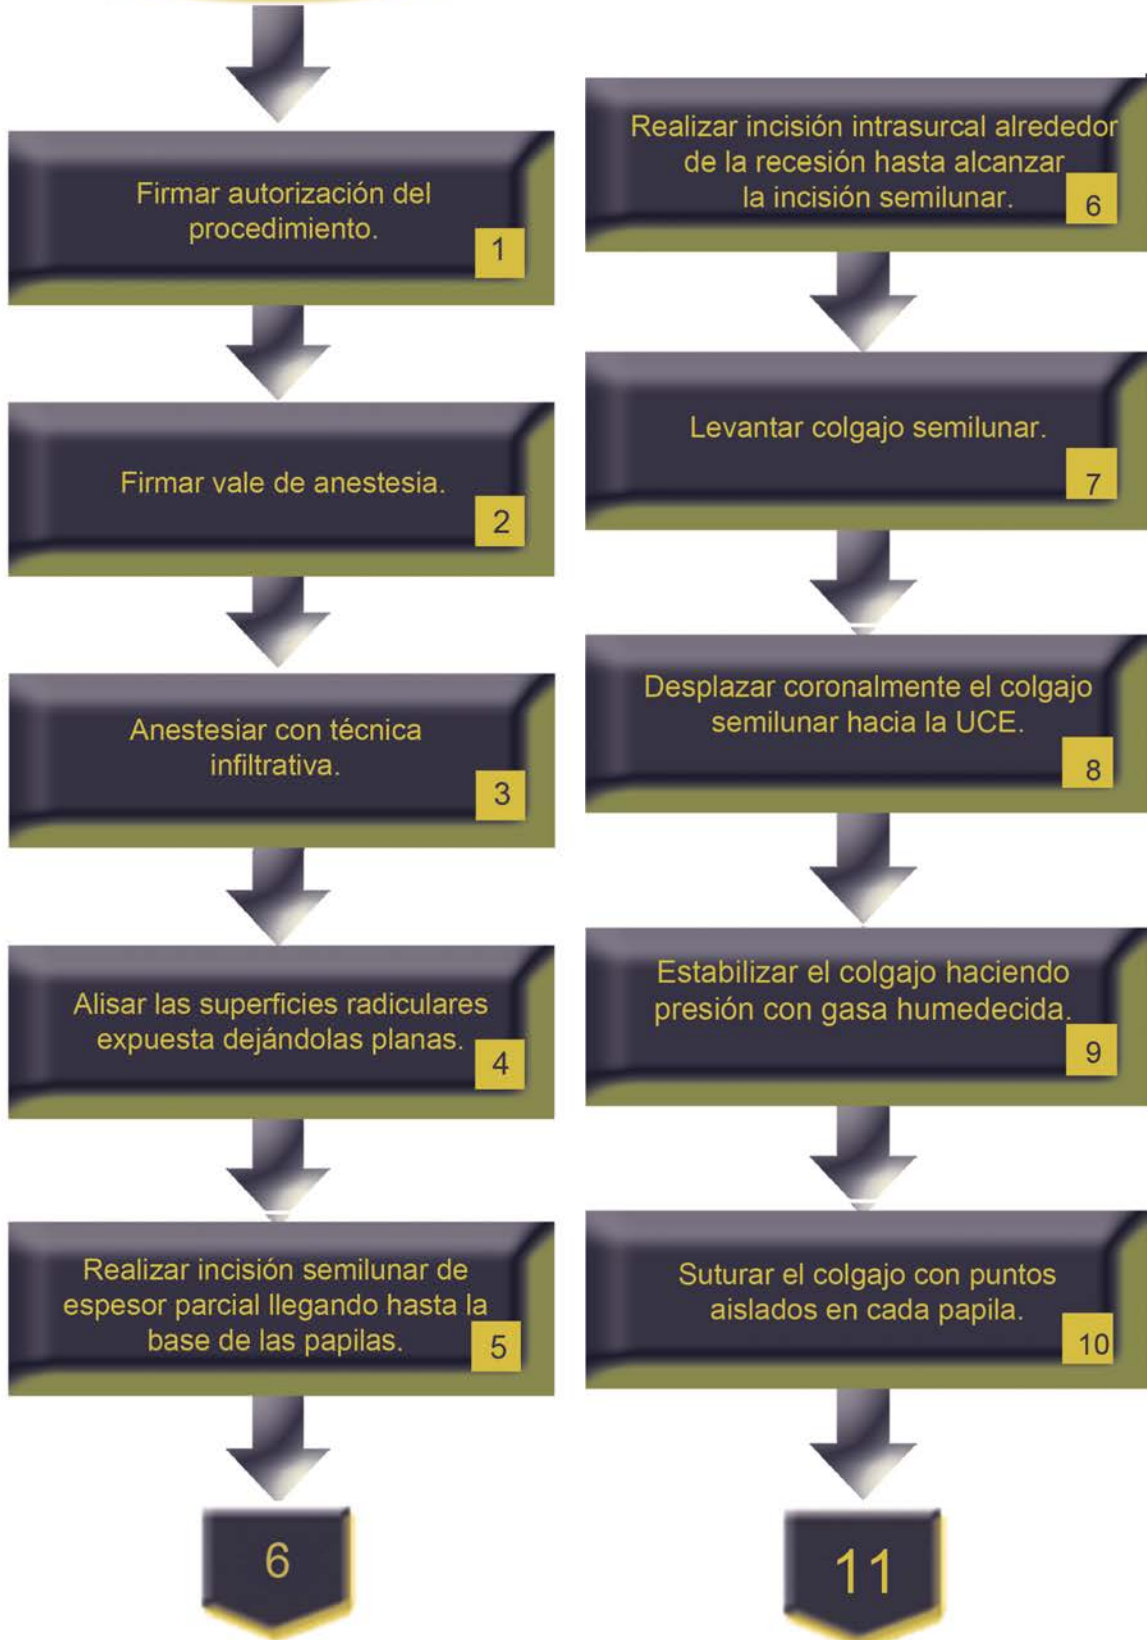 Firmar autorización del
procedimiento.
1
Firmar vale de anestesia.
2
Anestesiar con técnica
infiltrativa.
3
Alisar las superficies radiculares
expuesta dejándolas planas.
4
Realizar incisión semilunar de
espesor parcial llegando hasta la
base de las papilas.
5
6
Realizar incisión intrasurcal alrededor
de la recesión hasta alcanzar
la incisión semilunar.
6
Levantar colgajo semilunar.
7
Desplazar coronalmente el colgajo
semilunar hacia la UCE.
8
Estabilizar el colgajo haciendo
presión con gasa humedecida.
9
Suturar el colgajo con puntos
aislados en cada papila.
10
11